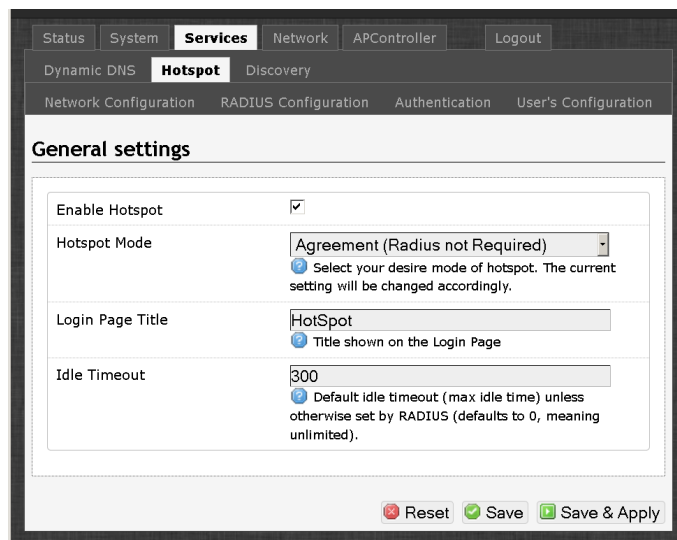 Status System Services Network APController Logout
Dynamic DNS Hotspot Discovery
Network Configuration RADIUS Configuration Authentication User's Configuration
General settings
Enable Hotspot
Hotspot Mode Agreement (Radius not Required)
Select your desire mode of hotspot. The current
setting will be changed accordingly.
Login Page Title HotSpot
Title shown on the Login Page
Idle Timeout 300
Default idle timeout (max idle time) unless
otherwise set by RADIUS (defaults to 0, meaning
unlimited).
Reset Save Save & Apply